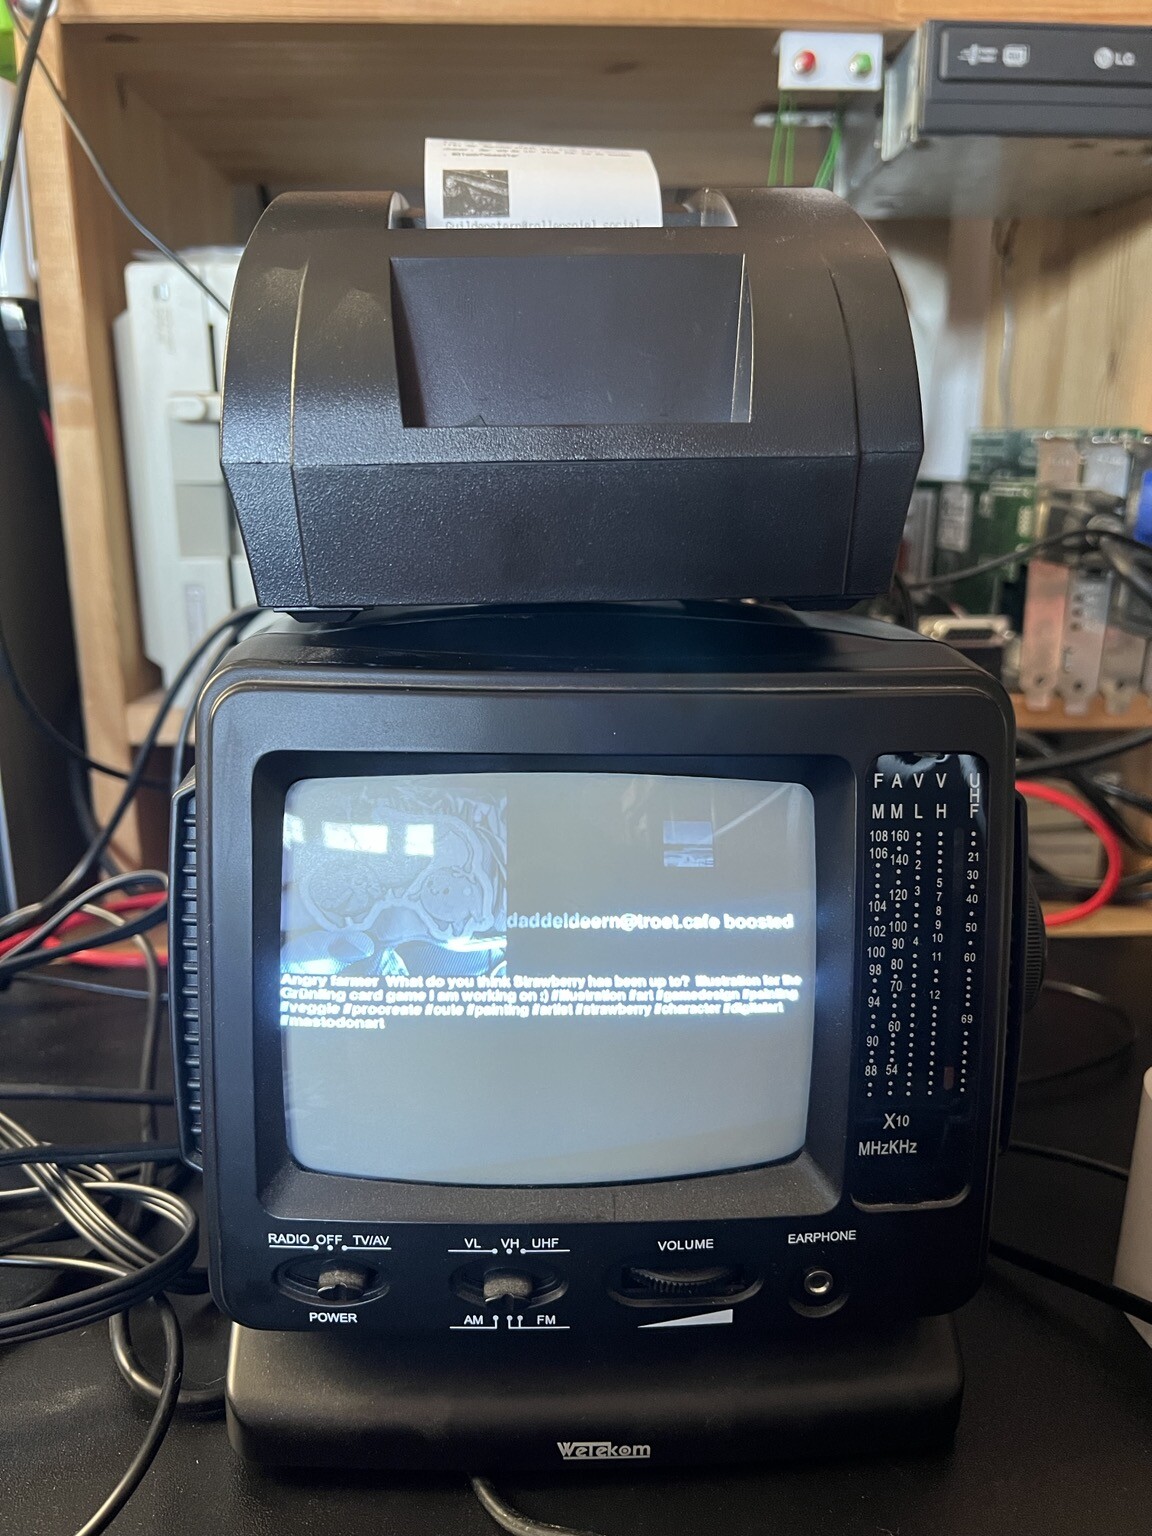 LG
Guildenstern@rollenspiel.social
F A V V UHF
M M L H
108 160
106 140 2 21
5 30
120 3 7 40
104 8
102 100 9 50
90 4 10
100 11 60
98 80
70
94 12
60 69
90
88 54
X10
MHzKHz
daddeldeern@troet.cafe boosted
Angry farmer What do you think Strawberry has been up to? Illustration for the
Grünling card game I am working on :) #illustration #art #gamedesign #painting
#veggie #procreate #cute #painting #artist #strawberry #character #digitalart
#mastodonart
RADIO OFF TV/AV
POWER
VL VH UHF
AM FM
VOLUME
EARPHONE
WeTekom